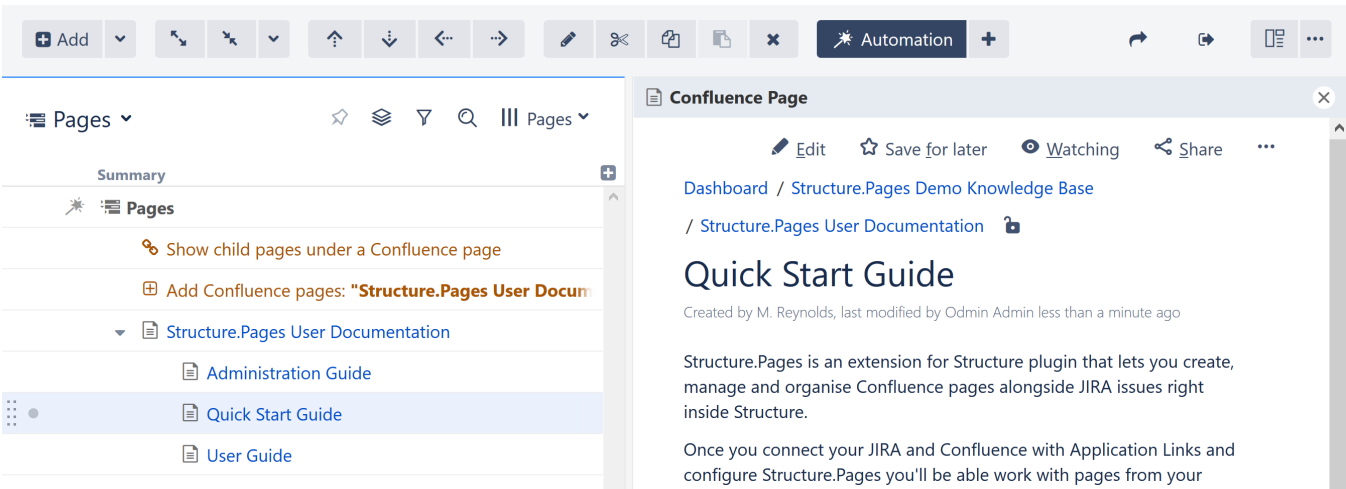 Add
Automation
Pages
Pages
Summary
Pages
Show child pages under a Confluence page
Add Confluence pages: "Structure.Pages User Docum
Structure.Pages User Documentation
Administration Guide
Quick Start Guide
User Guide
Confluence Page
Edit Save for later Watching Share
Dashboard / Structure.Pages Demo Knowledge Base
/ Structure.Pages User Documentation
Quick Start Guide
Created by M. Reynolds, last modified by Odmin Admin less than a minute ago
Structure.Pages is an extension for Structure plugin that lets you create,
manage and organise Confluence pages alongside JIRA issues right
inside Structure.
Once you connect your JIRA and Confluence with Application Links and
configure Structure.Pages you'll be able work with pages from your